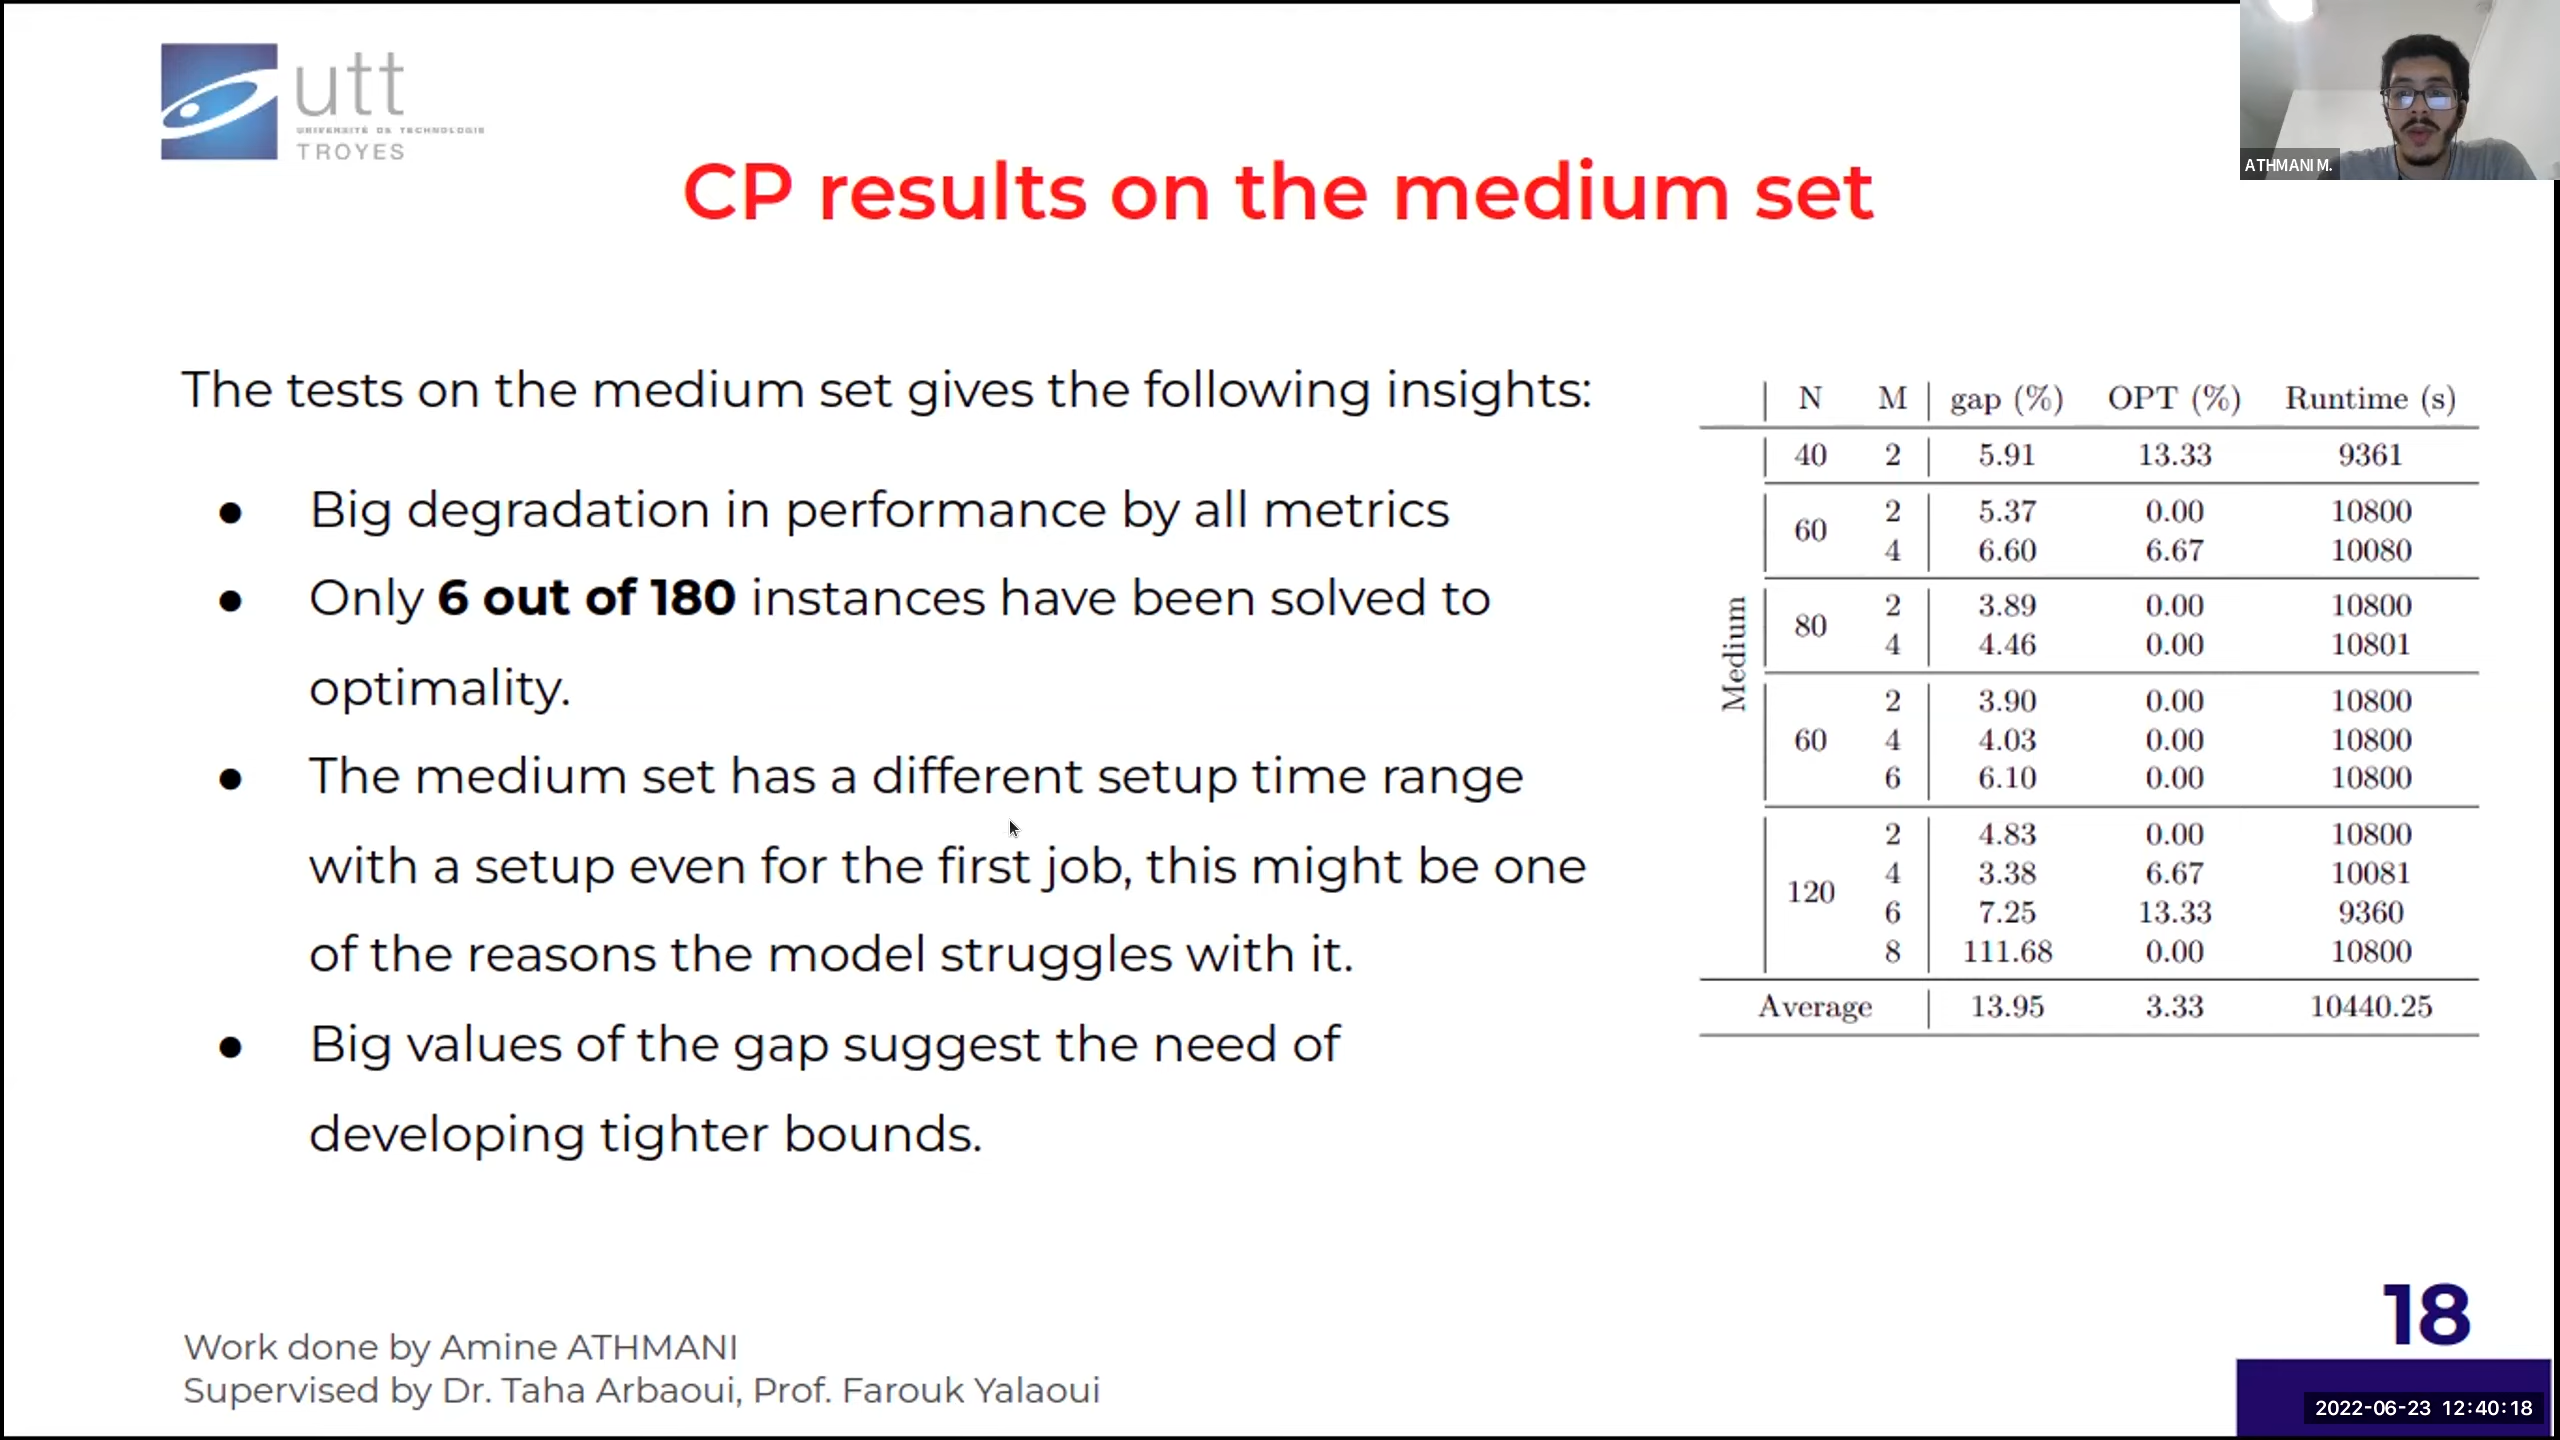 utt
UNIVERSITÉ DE TECHNOLOGIE
TROYES
ATHMANI M.
CP results on the medium set
The tests on the medium set gives the following insights:
● Big degradation in performance by all metrics
● Only 6 out of 180 instances have been solved to
optimality.
● The medium set has a different setup time range
with a setup even for the first job, this might be one
of the reasons the model struggles with it.
● Big values of the gap suggest the need of
developing tighter bounds.
N M gap (%) OPT (%) Runtime (s)
Medium
40 2 5.91 13.33 9361
60 2 5.37 0.00 10800
4 6.60 6.67 10080
80 2 3.89 0.00 10800
4 4.46 0.00 10801
60 2 3.90 0.00 10800
4 4.03 0.00 10800
6 6.10 0.00 10800
120 2 4.83 0.00 10800
4 3.38 6.67 10081
6 7.25 13.33 9360
8 111.68 0.00 10800
Average 13.95 3.33 10440.25
Work done by Amine ATHMANI
Supervised by Dr. Taha Arbaoui, Prof. Farouk Yalaoui
18
2022-06-23 12:40:18